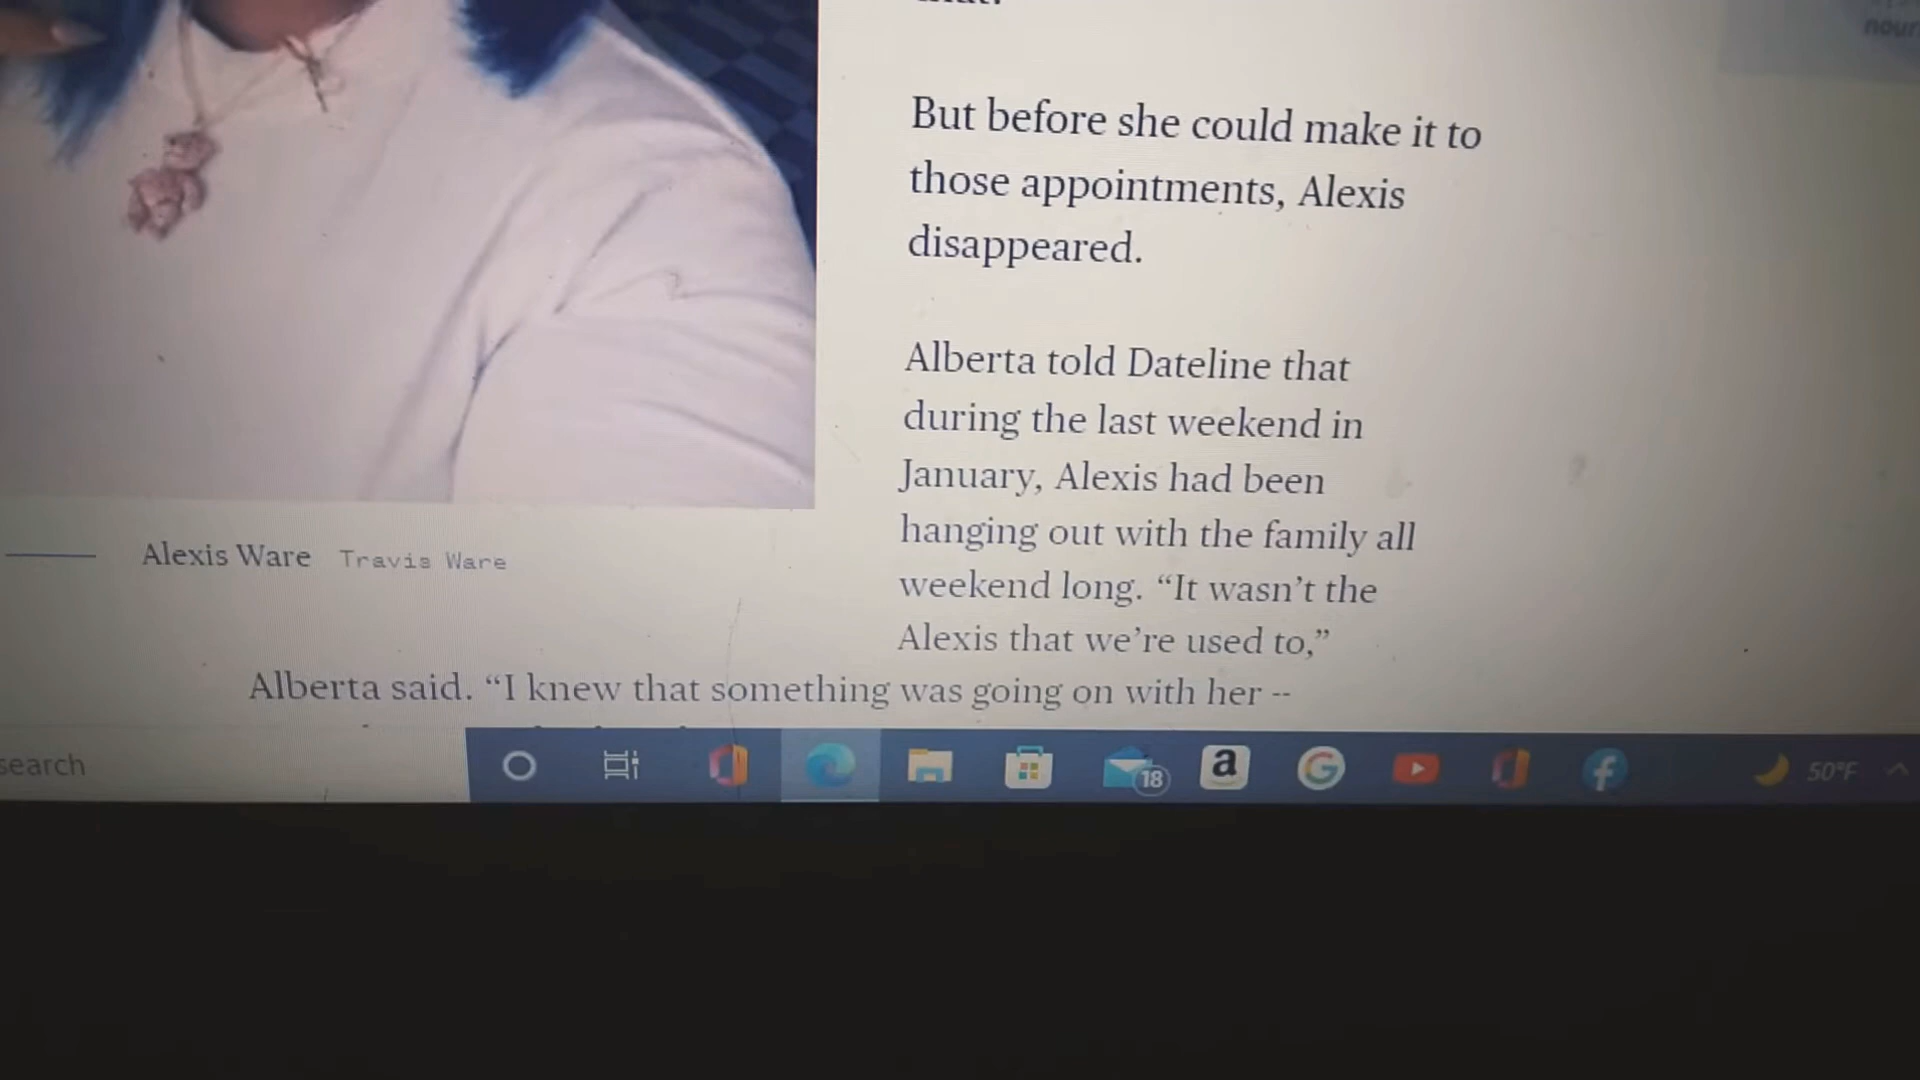 nour
But before she could make it to
those appointments, Alexis
disappeared.
Alberta told Dateline that
during the last weekend in
January, Alexis had been
hanging out with the family all
weekend long. “It wasn’t the
Alexis that we’re used to,”
Alberta said. “I knew that something was going on with her --
Alexis Ware Travis Ware
search
18
a
G
f
50°F